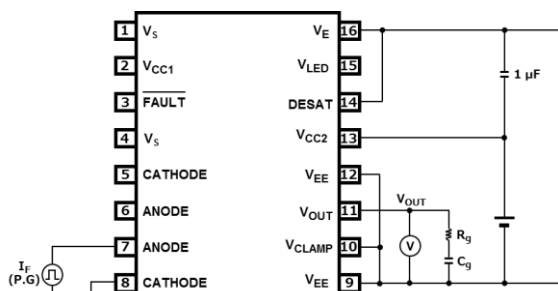 1 VS
2 VCC1
3 FAULT
4 VS
5 CATHODE
6 ANODE
7 ANODE
8 CATHODE
VE 16
VLED 15
DESAT 14
VCC2 13
VEE 12
VOUT 11
VCLAMP 10
VEE 9
1 µF
VOUT
V
Rg
Cg
IF
(P.G)